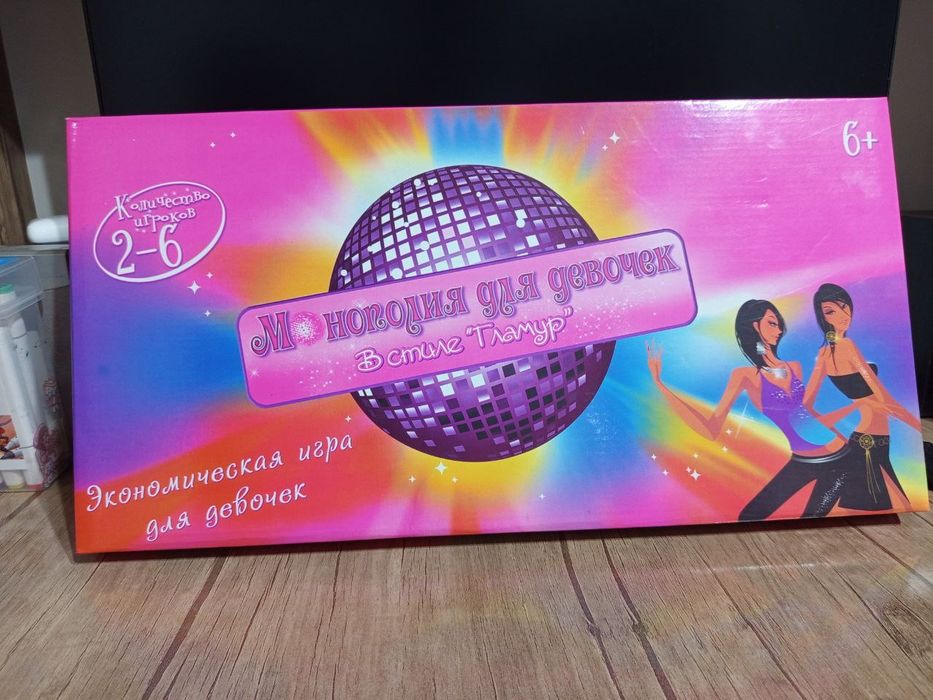 6+
Количество
игроков
2-6
Монополия для девочек
В стиле "Гламур"
Экономическая игра
для девочек